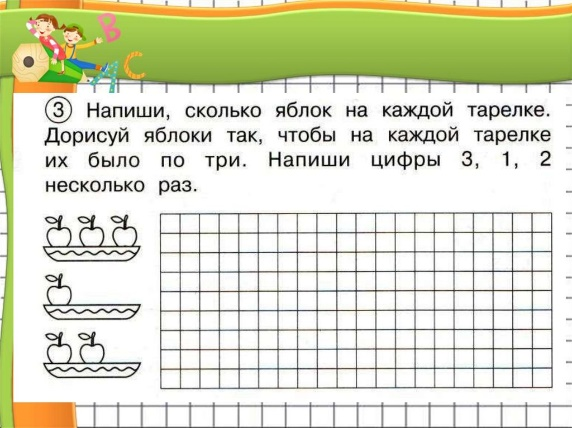 B
A C
3 Напиши, сколько яблок на каждой тарелке.
Дорисуй яблоки так, чтобы на каждой тарелке
их было по три. Напиши цифры 3, 1, 2
несколько раз.